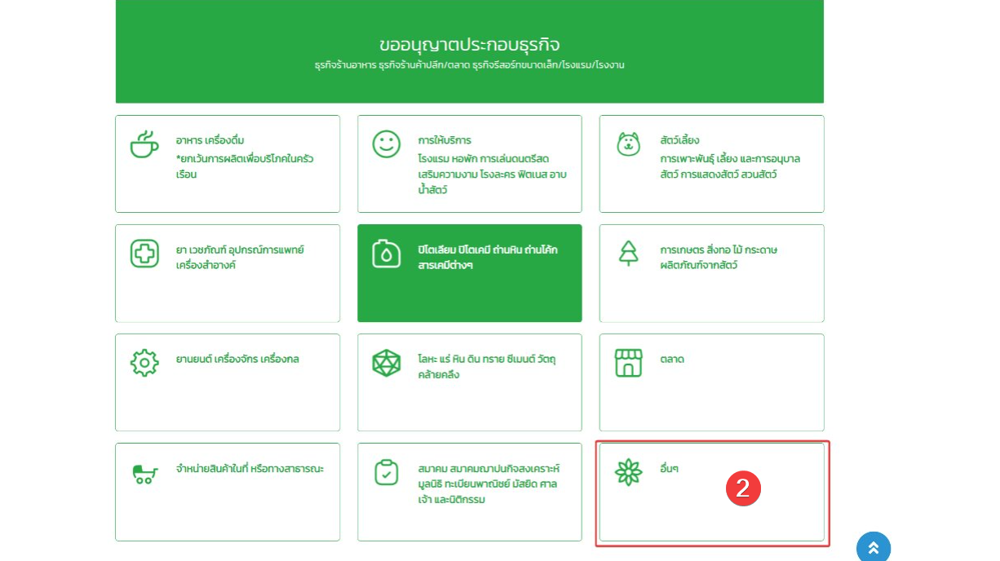 ขออนุญาตประกอบธุรกิจ
ธุรกิจร้านอาหาร ธุรกิจร้านค้าปลีก/ตลาด ธุรกิจรีสอร์ทขนาดเล็ก/โรงแรม/โรงงาน
อาหาร เครื่องดื่ม
*ยกเว้นการผลิตเพื่อบริโภคในครัว
เรือน
การให้บริการ
โรงแรม หอพัก การเล่นดนตรีสด
เสริมความงาม โรงละคร ฟิตเนส อาบ
น้ำสัตว์
สัตว์เลี้ยง
การเพาะพันธุ์ เลี้ยง และการอนุบาล
สัตว์ การแสดงสัตว์ สวนสัตว์
ยา เวชภัณฑ์ อุปกรณ์การแพทย์
เครื่องสำอางค์
ปิโตเลียม ปิโตเคมี ถ่านหิน ถ่านโค้ก
สารเคมีต่างๆ
การเกษตร สิ่งทอ ไม้ กระดาษ
ผลิตภัณฑ์จากสัตว์
ยานยนต์ เครื่องจักร เครื่องกล
โลหะ แร่ หิน ดิน ทราย ซีเมนต์ วัตถุ
คล้ายคลึง
ตลาด
จำหน่ายสินค้าในที่ หรือทางสาธารณะ
สมาคม สมาคมฌาปนกิจสงเคราะห์
มูลนิธิ ทะเบียนพาณิชย์ มัสยิด ศาล
เจ้า และนิติกรรม
อื่นๆ
2